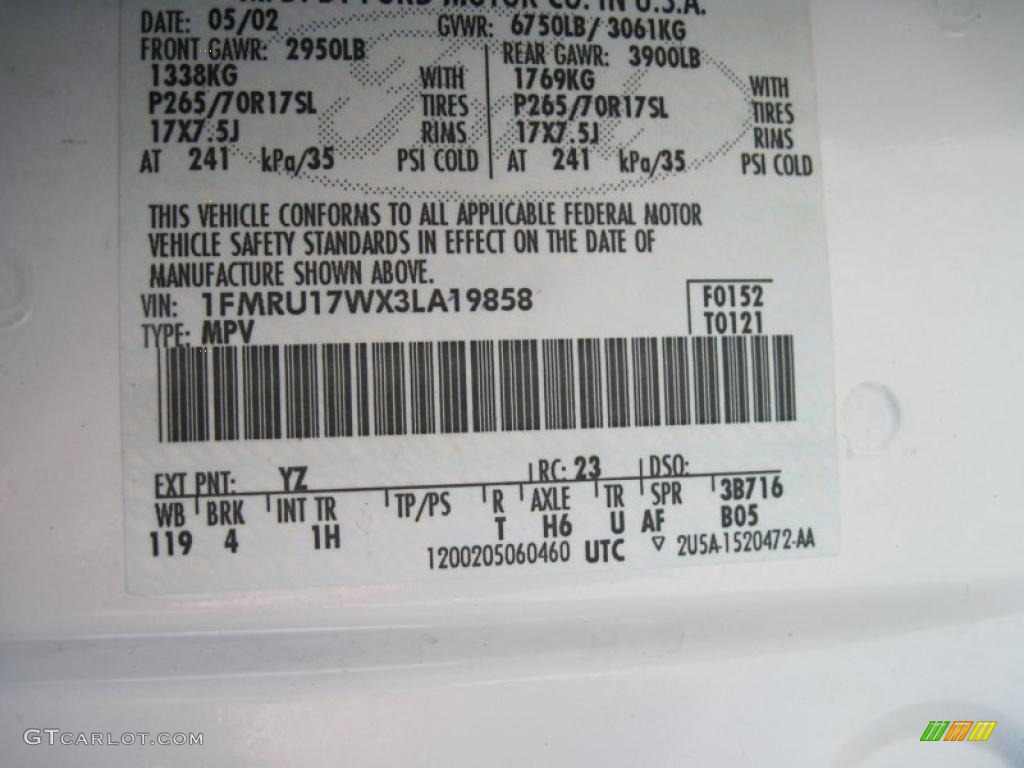 MOTOR CO. IN U.S.A.
DATE: 05/02 GVWR: 6750LB/3061KG
FRONT GAWR: 2950LB REAR GAWR: 3900LB
1338KG WITH 1769KG WITH
P265/70R17SL TIRES P265/70R17SL TIRES
17X7.5J RIMS 17X7.5J RIMS
AT 241 kPa/35 PSI COLD AT 241 kPa/35 PSI COLD
THIS VEHICLE CONFORMS TO ALL APPLICABLE FEDERAL MOTOR
VEHICLE SAFETY STANDARDS IN EFFECT ON THE DATE OF
MANUFACTURE SHOWN ABOVE.
VIN: 1FMRU17WX3LA19858 F0152
TYPE: MPV T0121
EXT PNT: YZ RC: 23 DSO:
WB BRK INT TR TP/PS R AXLE TR SPR 3B716
119 4 1H T H6 U AF B05
1200205060460 UTC ▽ 2U5A-1520472-AA
GTCARLOT.COM